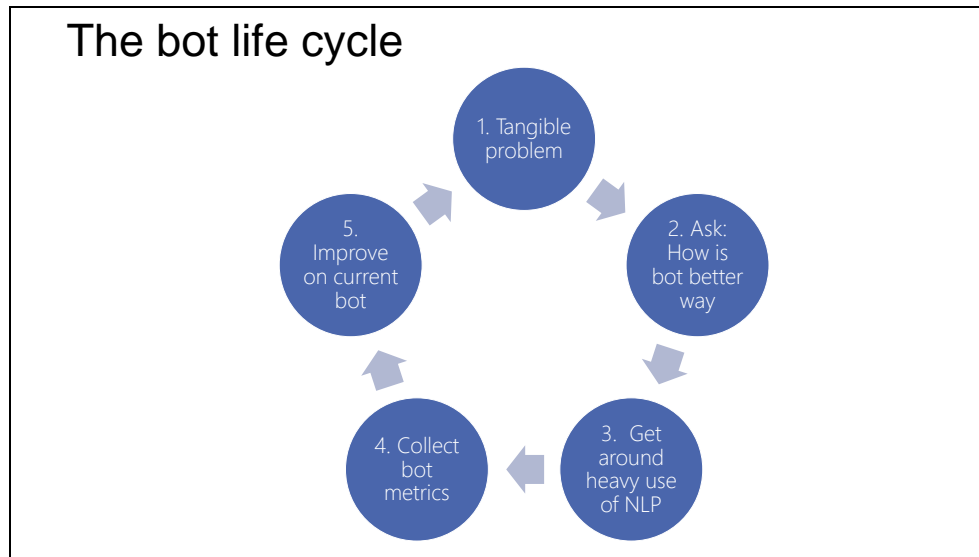 The bot life cycle
1. Tangible
problem
2. Ask:
How is
bot better
way
3. Get
around
heavy use
of NLP
4. Collect
bot
metrics
5.
Improve
on current
bot